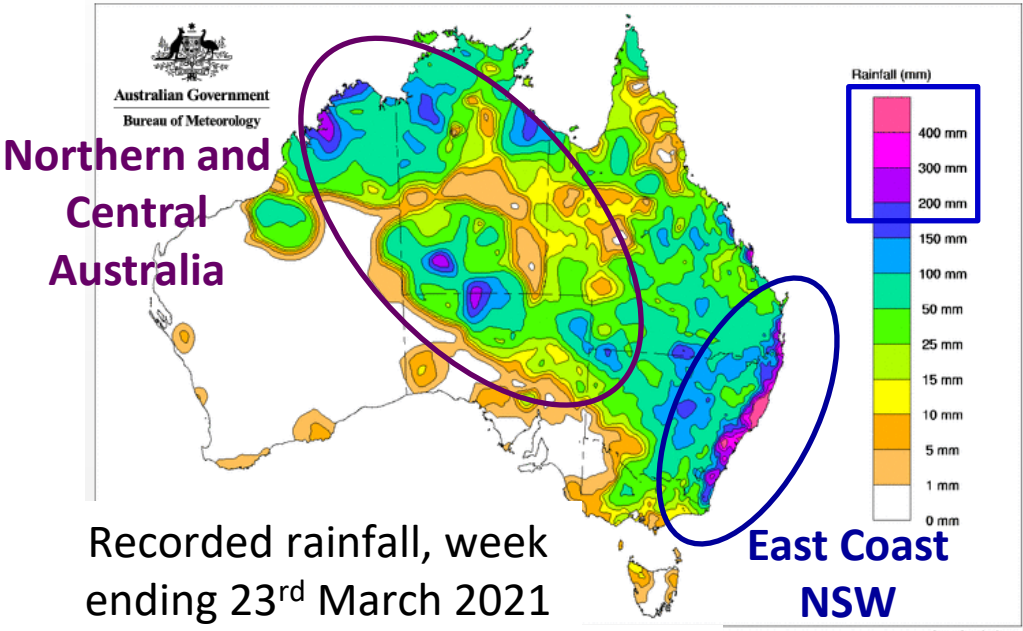 Australian Government
Bureau of Meteorology
Northern and
Central
Australia
Rainfall (mm)
400 mm
300 mm
200 mm
150 mm
100 mm
50 mm
25 mm
15 mm
10 mm
5 mm
1 mm
0 mm
East Coast
NSW
Recorded rainfall, week
ending 23rd March 2021